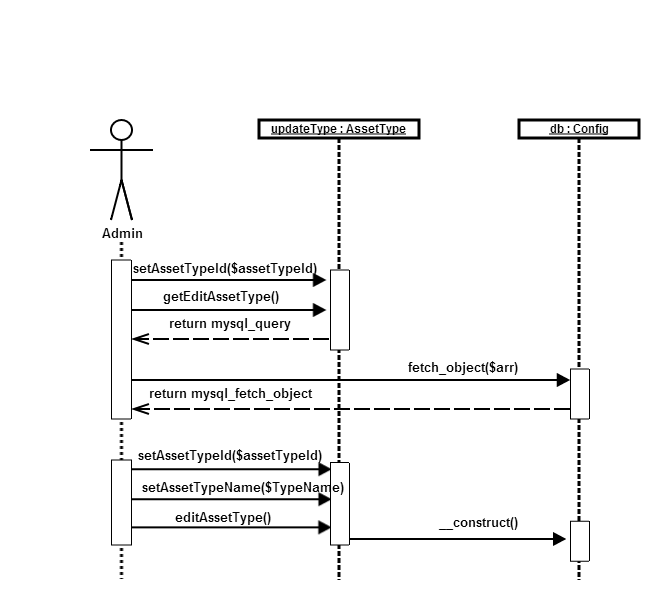 updateType : AssetType
db : Config
Admin
setAssetTypeId($assetTypeId)
getEditAssetType()
return mysql_query
fetch_object($arr)
return mysql_fetch_object
setAssetTypeId($assetTypeId)
setAssetTypeName($TypeName)
editAssetType()
__construct()